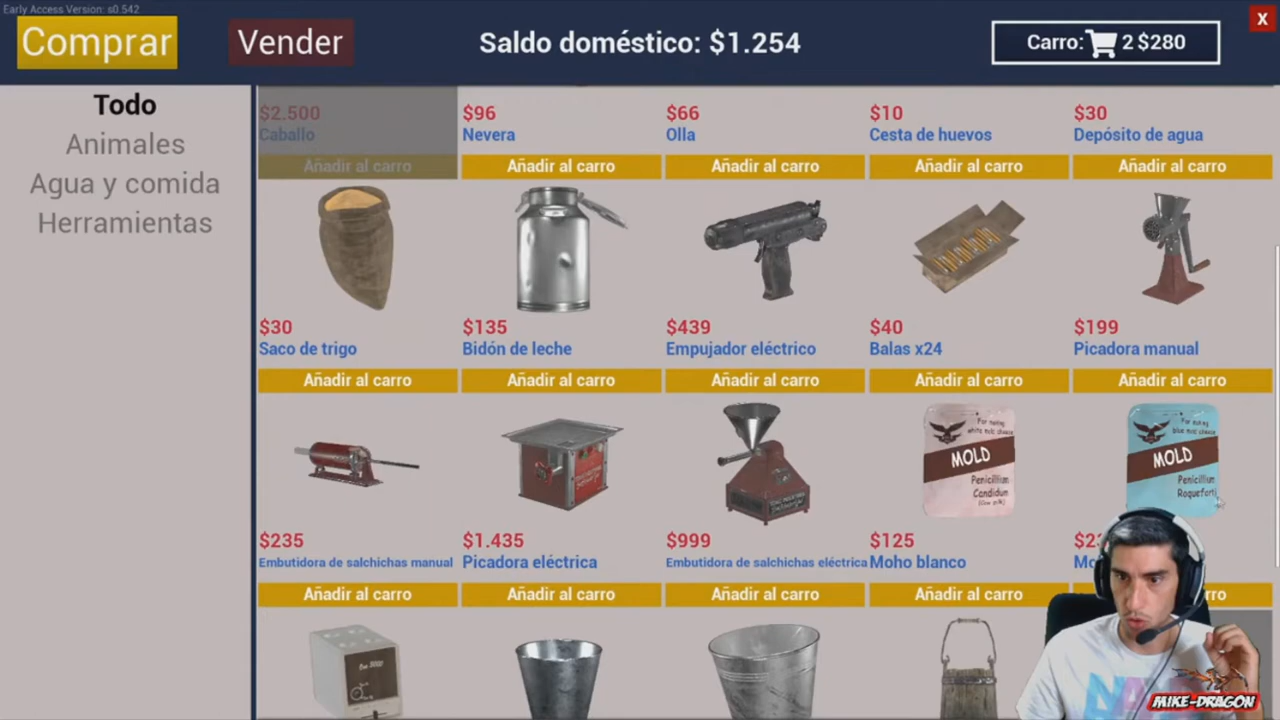 Early Access Version: s0.542
Comprar
Vender
Saldo doméstico: $1.254
Carro: 2 $280
X
Todo
Animales
Agua y comida
Herramientas
$2.500 $96 $66 $10 $30
Caballo Nevera Olla Cesta de huevos Depósito de agua
Añadir al carro Añadir al carro Añadir al carro Añadir al carro Añadir al carro
$30 $135 $439 $40 $199
Saco de trigo Bidón de leche Empujador eléctrico Balas x24 Picadora manual
Añadir al carro Añadir al carro Añadir al carro Añadir al carro Añadir al carro
MOLD
Penicillium
Candidum
MOLD
Penicillium
Roqueforti
$235 $1.435 $999 $125
Embutidora de salchichas manual Picadora eléctrica Embutidora de salchichas eléctrica Moho blanco
Añadir al carro Añadir al carro Añadir al carro Añadir al carro
MIKE-DRAGON